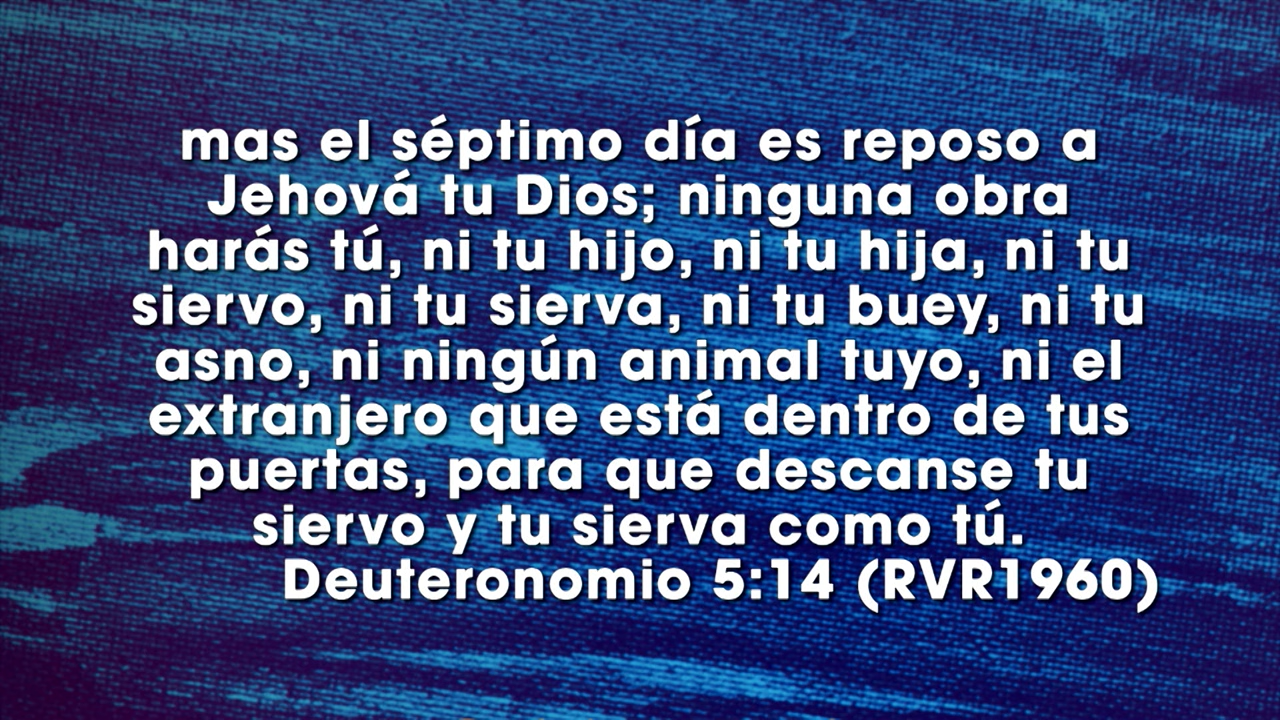 mas el séptimo día es reposo a
Jehová tu Dios; ninguna obra
harás tú, ni tu hijo, ni tu hija, ni tu
siervo, ni tu sierva, ni tu buey, ni tu
asno, ni ningún animal tuyo, ni el
extranjero que está dentro de tus
puertas, para que descanse tu
siervo y tu sierva como tú.
Deuteronomio 5:14 (RVR1960)